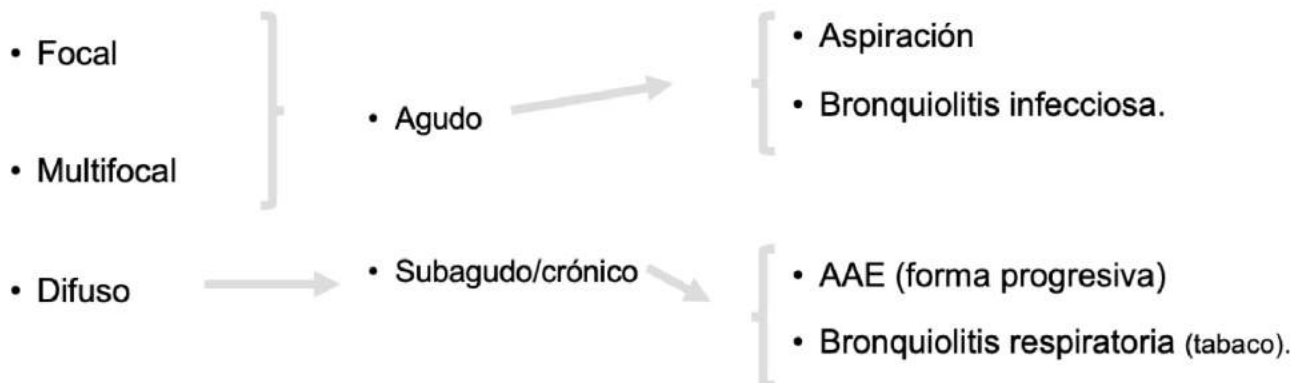 • Focal
• Multifocal
• Difuso
• Agudo
• Subagudo/crónico
• Aspiración
• Bronquiolitis infecciosa.
• AAE (forma progresiva)
• Bronquiolitis respiratoria (tabaco).